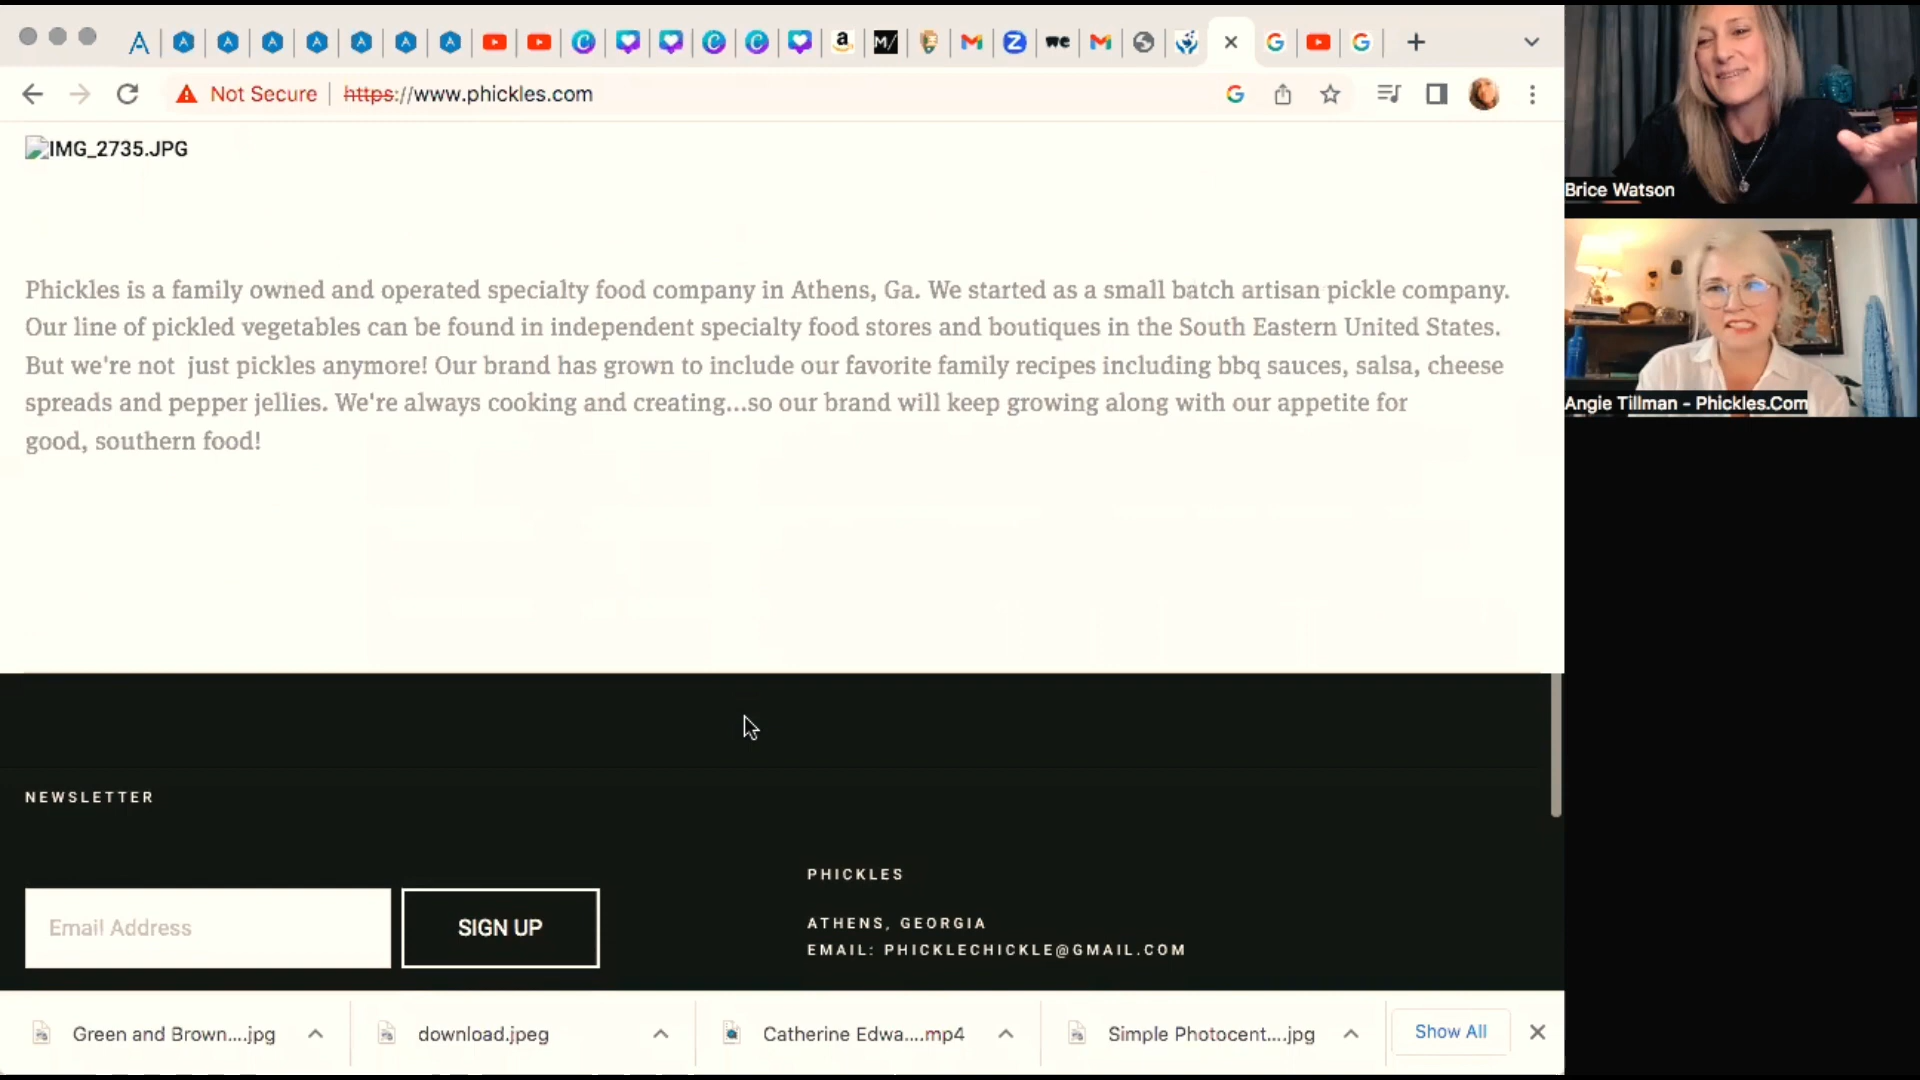 Not Secure
https://www.phickles.com
IMG_2735.JPG
Phickles is a family owned and operated specialty food company in Athens, Ga. We started as a small batch artisan pickle company.
Our line of pickled vegetables can be found in independent specialty food stores and boutiques in the South Eastern United States.
But we're not just pickles anymore! Our brand has grown to include our favorite family recipes including bbq sauces, salsa, cheese
spreads and pepper jellies. We're always cooking and creating...so our brand will keep growing along with our appetite for
good, southern food!
NEWSLETTER
Email Address
SIGN UP
PHICKLES
ATHENS, GEORGIA
EMAIL: PHICKLECHICKLE@GMAIL.COM
Green and Brown....jpg
download.jpeg
Catherine Edwa....mp4
Simple Photocent....jpg
Show All
Brice Watson
Angie Tillman - Phickles.Com